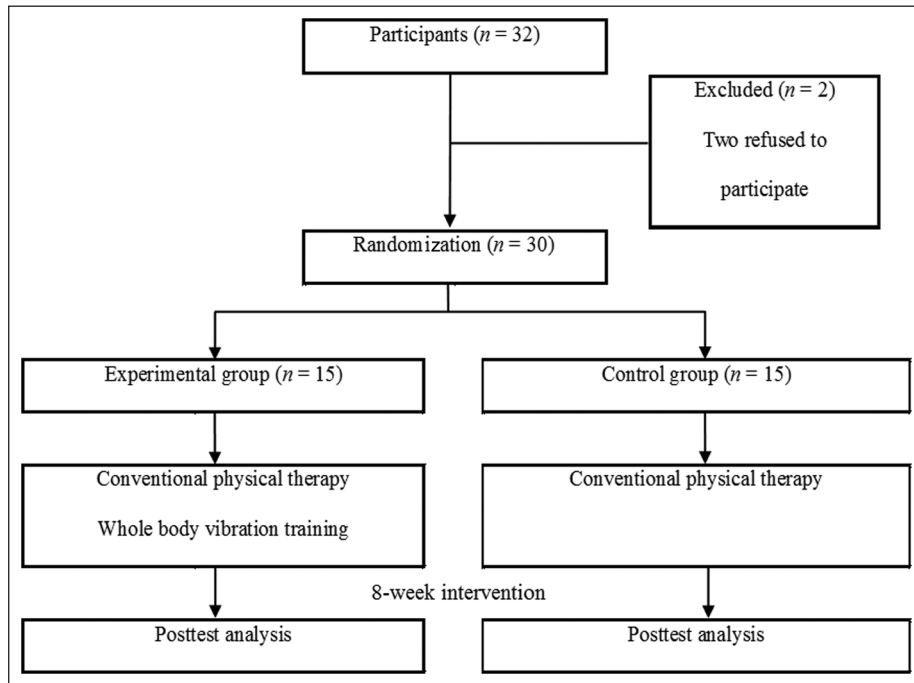 Participants (n = 32)
Excluded (n = 2)
Two refused to
participate
Randomization (n = 30)
Experimental group (n = 15)
Control group (n = 15)
Conventional physical therapy
Whole body vibration training
Conventional physical therapy
8-week intervention
Posttest analysis
Posttest analysis